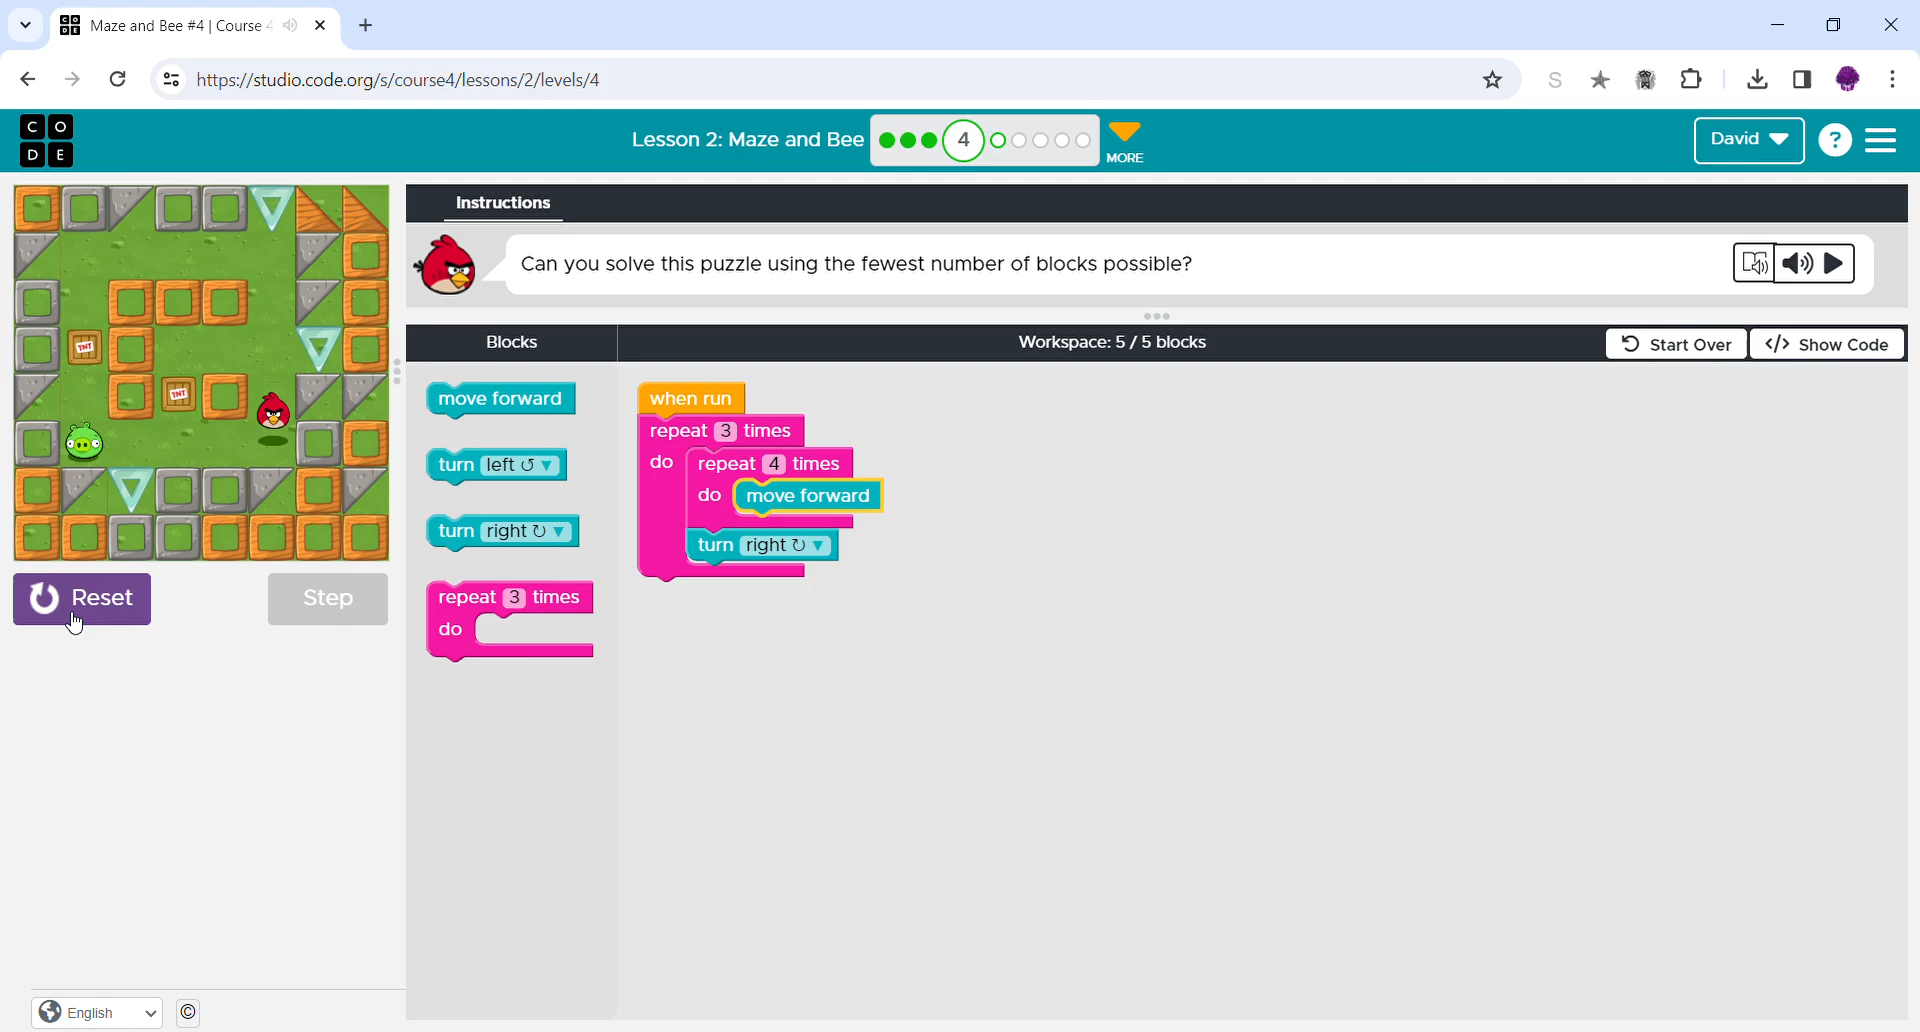 Maze and Bee #4 | Course 4
https://studio.code.org/s/course4/lessons/2/levels/4
C O
D E
Lesson 2: Maze and Bee
4
MORE
David
?
Instructions
Can you solve this puzzle using the fewest number of blocks possible?
Blocks
Workspace: 5 / 5 blocks
Start Over
</> Show Code
TNT
TNT
Reset
Step
move forward
turn left ↺ ▼
turn right ↻ ▼
repeat 3 times
do
when run
repeat 3 times
do
repeat 4 times
do move forward
turn right ↻ ▼
English
©